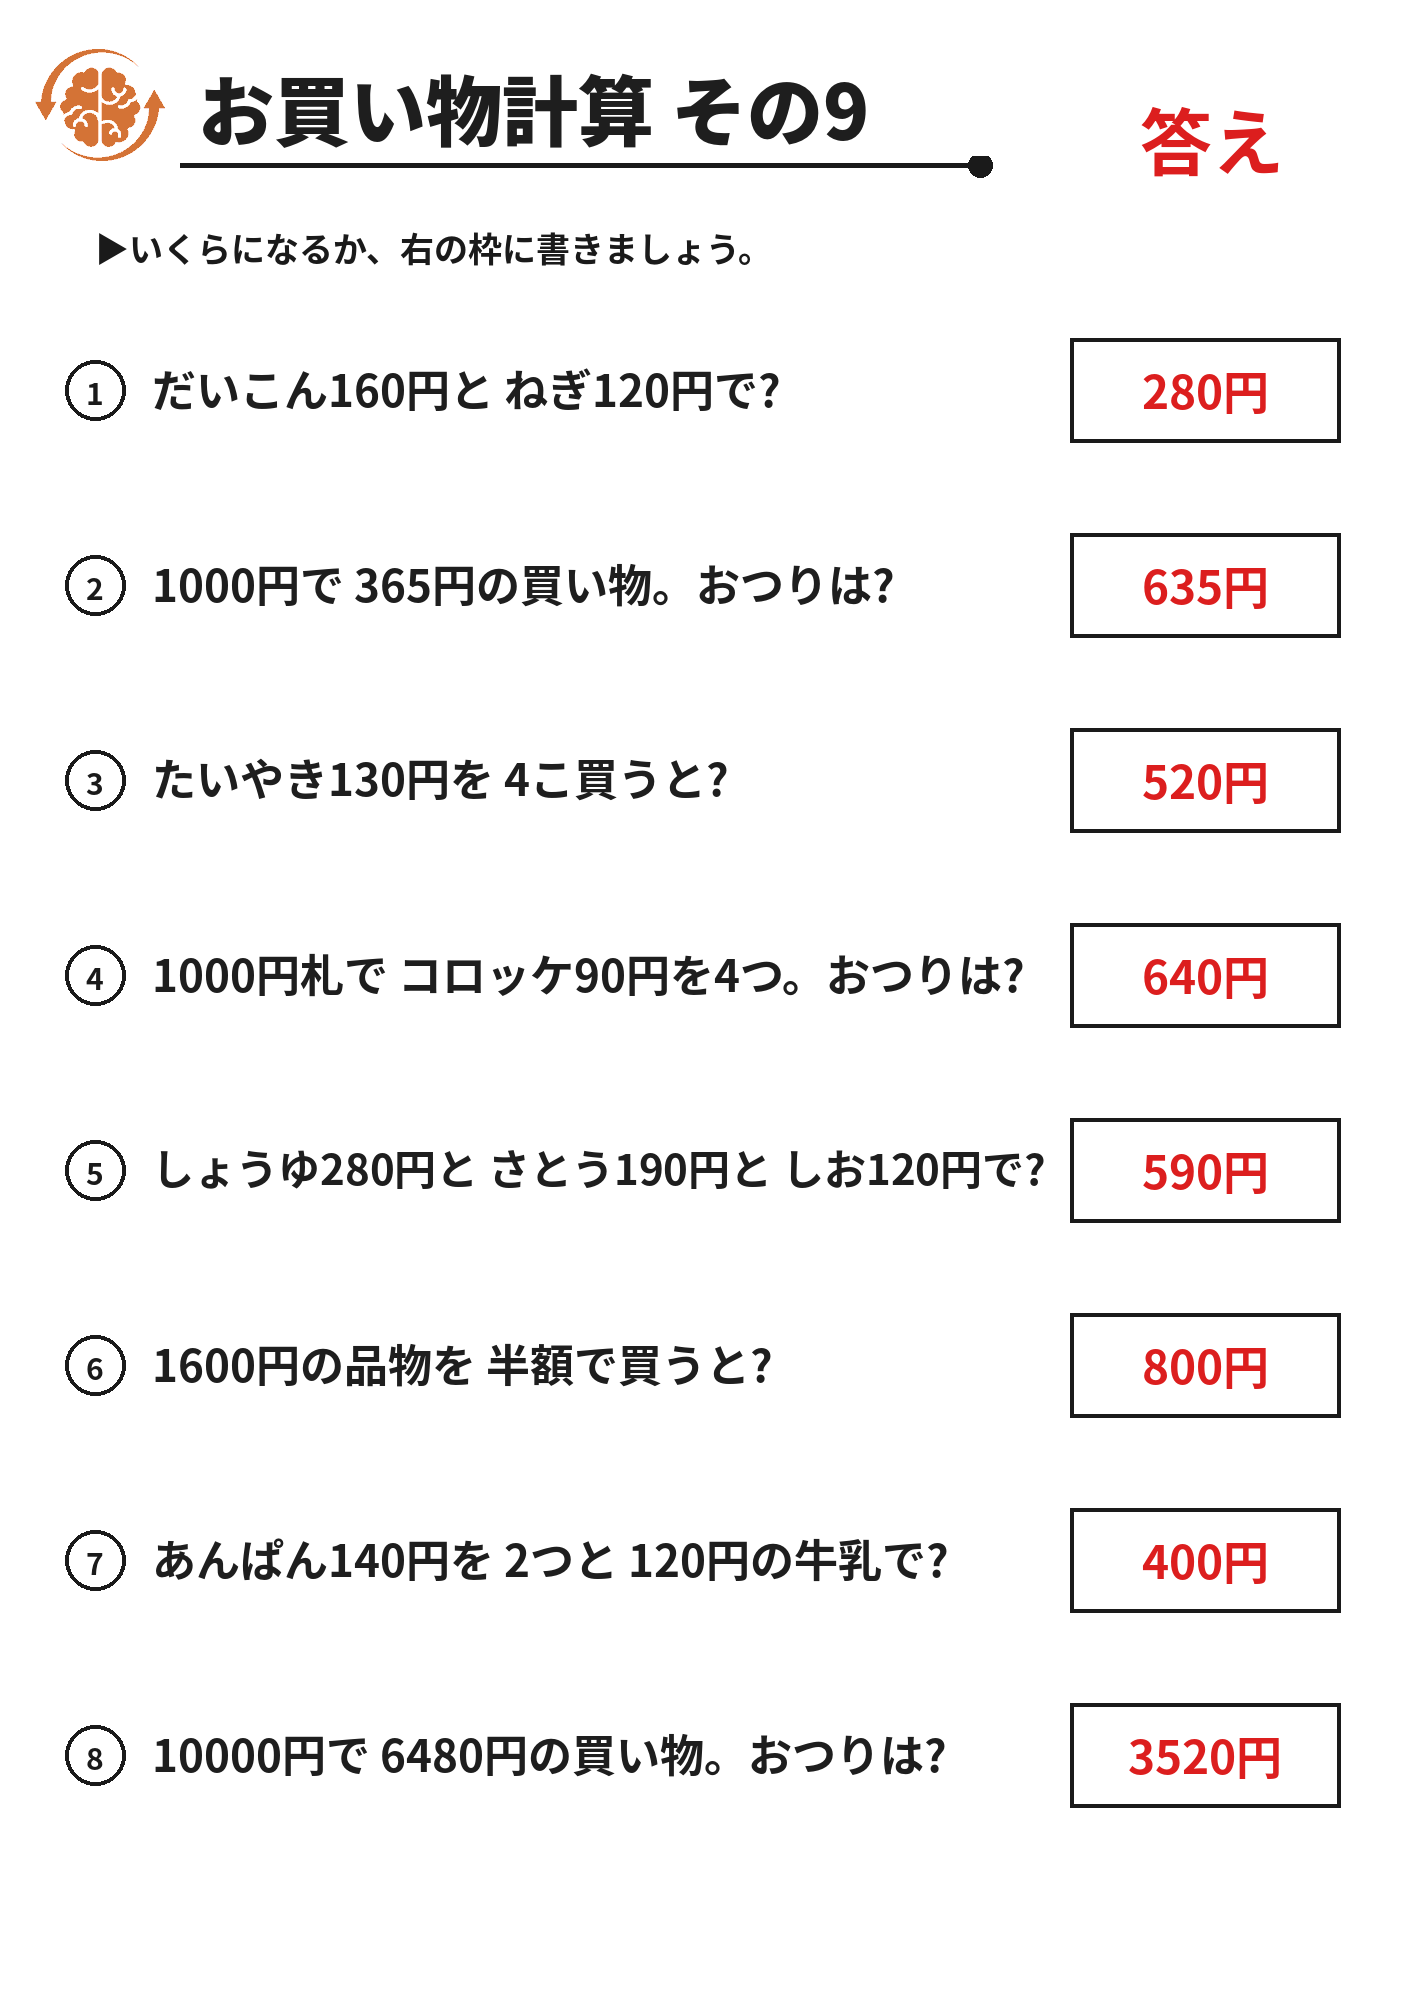 お買い物計算 その9
答え
▶いくらになるか、右の枠に書きましょう。
① だいこん160円と ねぎ120円で? 280円
② 1000円で 365円の買い物。おつりは? 635円
③ たいやき130円を 4こ買うと? 520円
④ 1000円札で コロッケ90円を4つ。おつりは? 640円
⑤ しょうゆ280円と さとう190円と しお120円で? 590円
⑥ 1600円の品物を 半額で買うと? 800円
⑦ あんぱん140円を 2つと 120円の牛乳で? 400円
⑧ 10000円で 6480円の買い物。おつりは? 3520円